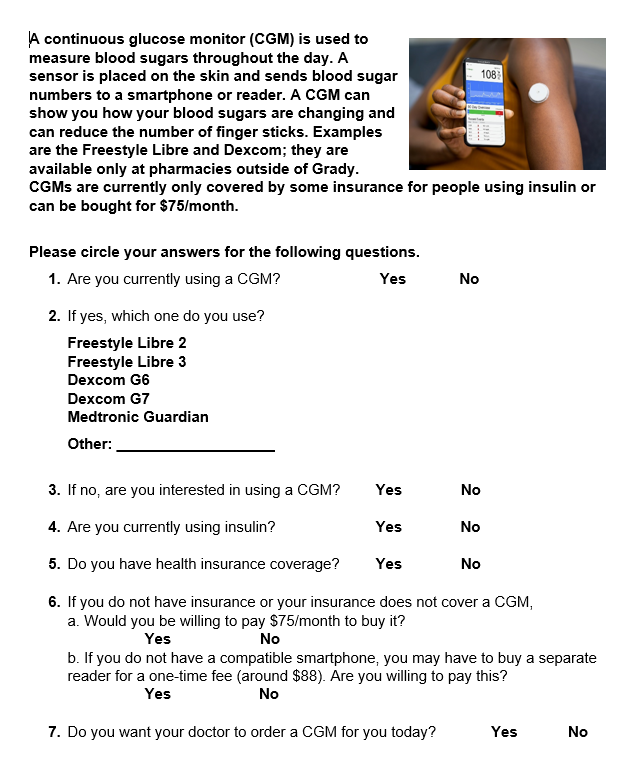 A continuous glucose monitor (CGM) is used to
measure blood sugars throughout the day. A
sensor is placed on the skin and sends blood sugar
numbers to a smartphone or reader. A CGM can
show you how your blood sugars are changing and
can reduce the number of finger sticks. Examples
are the Freestyle Libre and Dexcom; they are
available only at pharmacies outside of Grady.
CGMs are currently only covered by some insurance for people using insulin or
can be bought for $75/month.
108
Please circle your answers for the following questions.
1. Are you currently using a CGM? Yes No
2. If yes, which one do you use?
Freestyle Libre 2
Freestyle Libre 3
Dexcom G6
Dexcom G7
Medtronic Guardian
Other: ____________________
3. If no, are you interested in using a CGM? Yes No
4. Are you currently using insulin? Yes No
5. Do you have health insurance coverage? Yes No
6. If you do not have insurance or your insurance does not cover a CGM,
a. Would you be willing to pay $75/month to buy it?
Yes No
b. If you do not have a compatible smartphone, you may have to buy a separate
reader for a one-time fee (around $88). Are you willing to pay this?
Yes No
7. Do you want your doctor to order a CGM for you today? Yes No